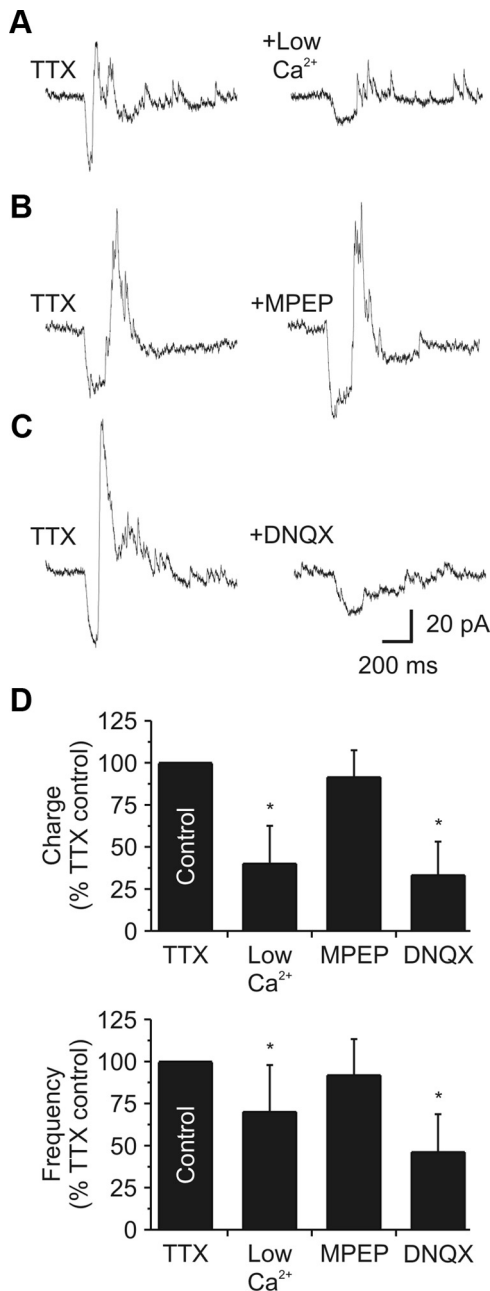 A
TTX
+Low
Ca²⁺
B
TTX
+MPEP
C
TTX
+DNQX
20 pA
200 ms
D
Charge
(% TTX control)
125
100
75
50
25
0
Control
*
*
TTX
Low
Ca²⁺
MPEP
DNQX
Frequency
(% TTX control)
125
100
75
50
25
0
Control
*
*
TTX
Low
Ca²⁺
MPEP
DNQX